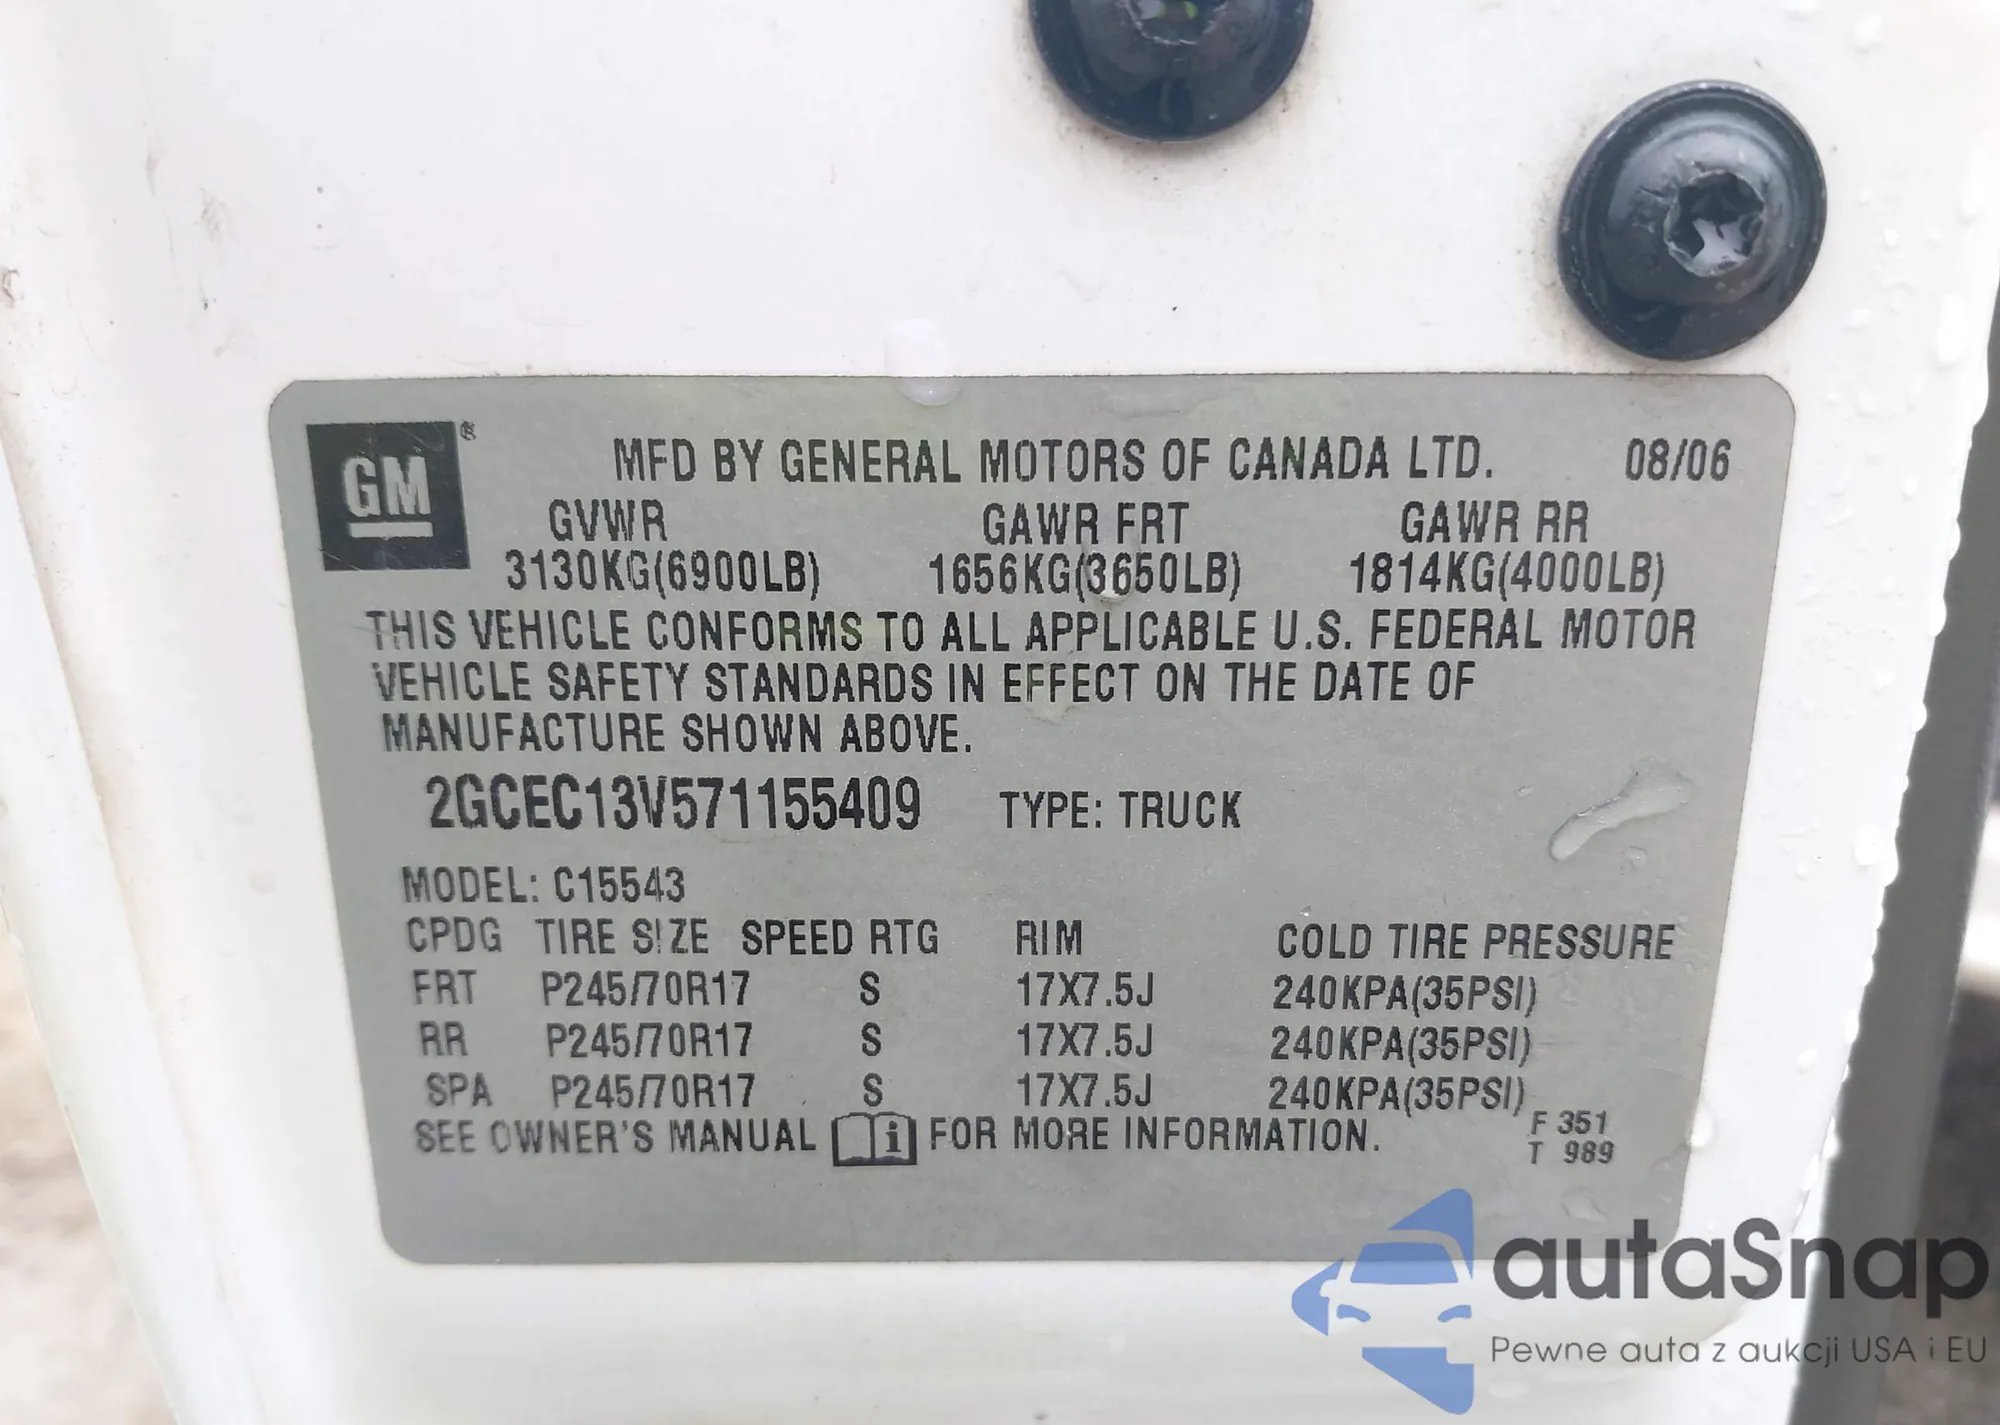 GM ®
MFD BY GENERAL MOTORS OF CANADA LTD. 08/06
GVWR GAWR FRT GAWR RR
3130KG(6900LB) 1656KG(3650LB) 1814KG(4000LB)
THIS VEHICLE CONFORMS TO ALL APPLICABLE U.S. FEDERAL MOTOR
VEHICLE SAFETY STANDARDS IN EFFECT ON THE DATE OF
MANUFACTURE SHOWN ABOVE.
2GCEC13V571155409 TYPE: TRUCK
MODEL: C15543
CPDG TIRE SIZE SPEED RTG RIM COLD TIRE PRESSURE
FRT P245/70R17 S 17X7.5J 240KPA(35PSI)
RR P245/70R17 S 17X7.5J 240KPA(35PSI)
SPA P245/70R17 S 17X7.5J 240KPA(35PSI)
SEE OWNER'S MANUAL i FOR MORE INFORMATION.
F 351
T 989
autaSnap
Pewne auta z aukcji USA i EU